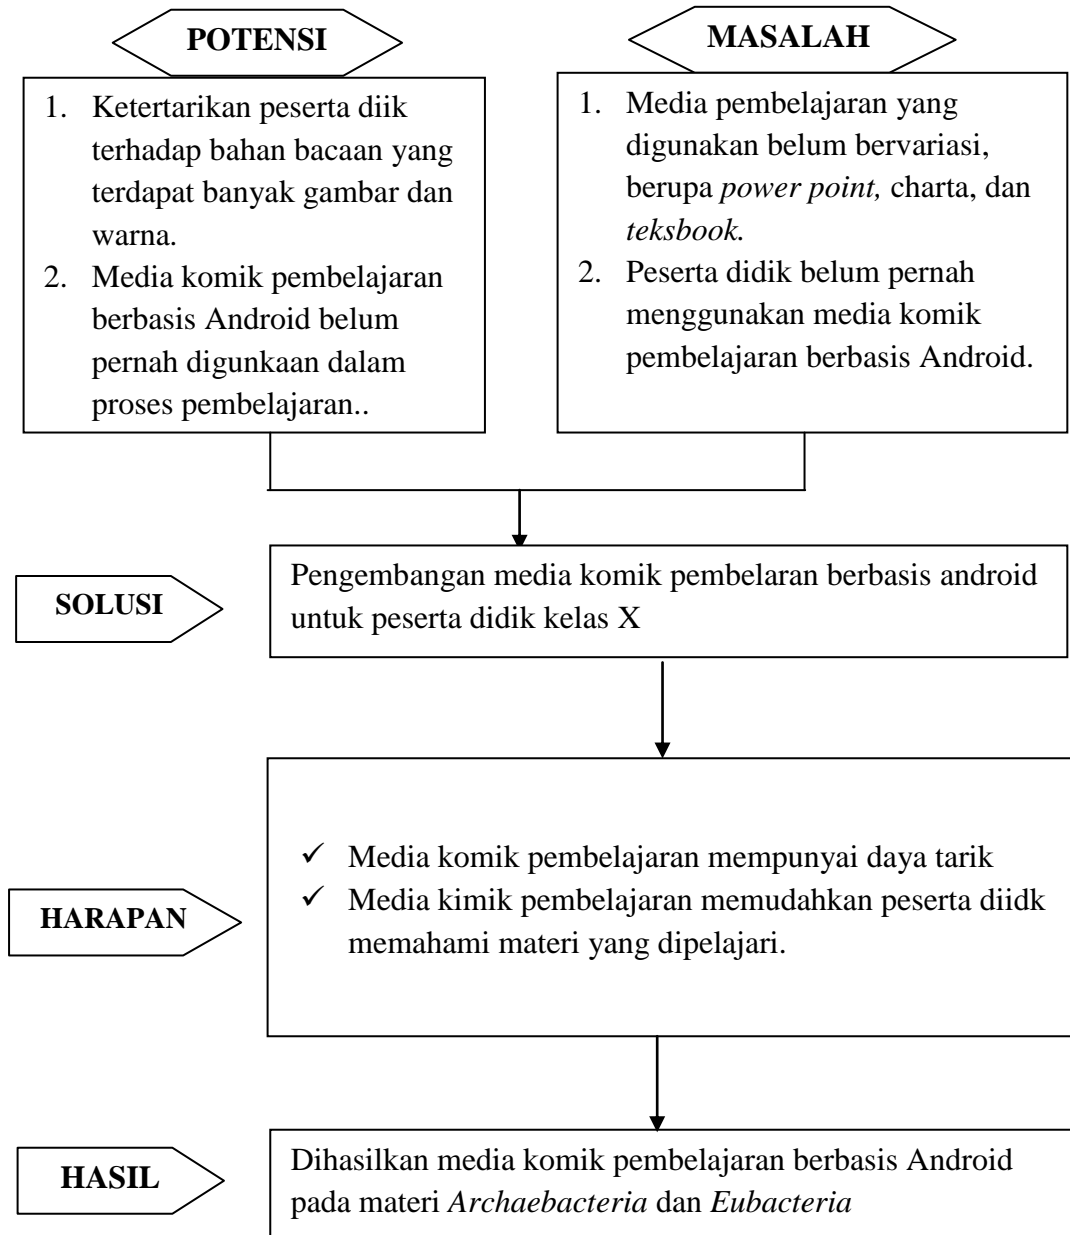 POTENSI
1. Ketertarikan peserta diik
terhadap bahan bacaan yang
terdapat banyak gambar dan
warna.
2. Media komik pembelajaran
berbasis Android belum
pernah digunkaan dalam
proses pembelajaran..
MASALAH
1. Media pembelajaran yang
digunakan belum bervariasi,
berupa power point, charta, dan
teksbook.
2. Peserta didik belum pernah
menggunakan media komik
pembelajaran berbasis Android.
SOLUSI
Pengembangan media komik pembelaran berbasis android
untuk peserta didik kelas X
HARAPAN
✓ Media komik pembelajaran mempunyai daya tarik
✓ Media kimik pembelajaran memudahkan peserta diidk
memahami materi yang dipelajari.
HASIL
Dihasilkan media komik pembelajaran berbasis Android
pada materi Archaebacteria dan Eubacteria